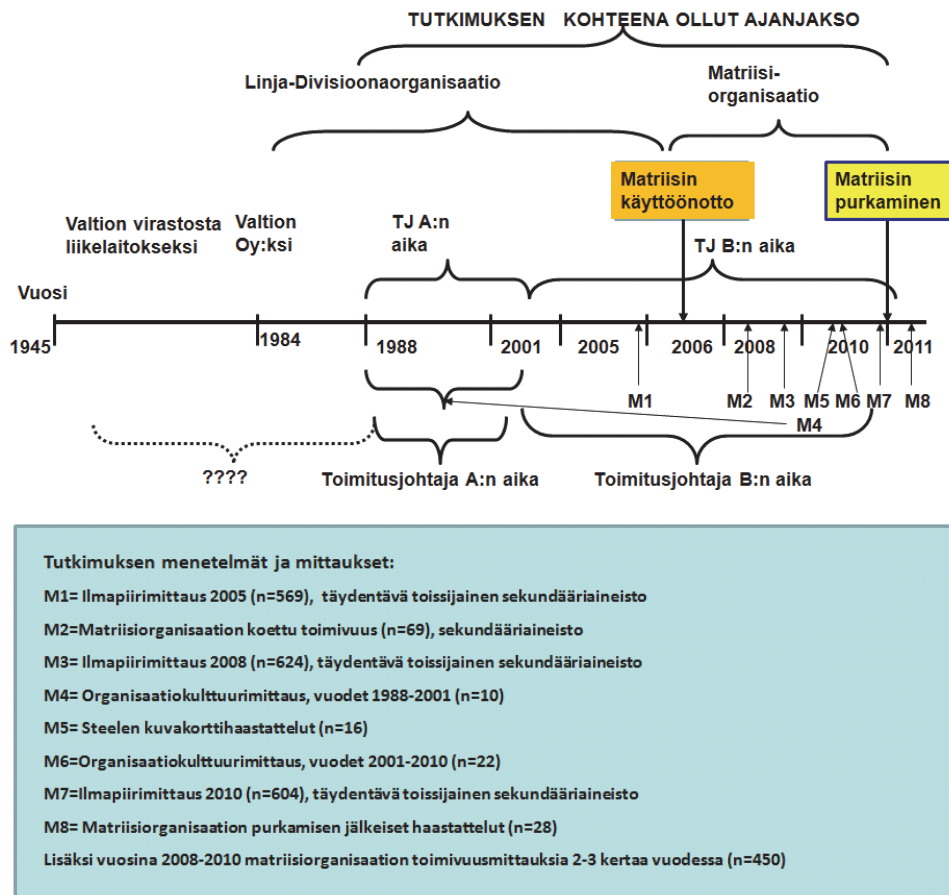 TUTKIMUKSEN KOHTEENA OLLUT AJANJAKSO
Linja-Divisioonaorganisaatio
Matriisi-
organisaatio
Matriisin
käyttöönotto
Matriisin
purkaminen
Valtion virastosta
liikelaitokseksi
Valtion
Oy:ksi
TJ A:n
aika
TJ B:n aika
Vuosi
1945
1984
1988
2001
2005
2006
2008
2010
2011
M1
M2
M3
M5
M6
M7
M8
M4
????
Toimitusjohtaja A:n aika
Toimitusjohtaja B:n aika
Tutkimuksen menetelmät ja mittaukset:
M1= Ilmapiirimittaus 2005 (n=569), täydentävä toissijainen sekundääriaineisto
M2=Matriisiorganisaation koettu toimivuus (n=69), sekundääriaineisto
M3= Ilmapiirimittaus 2008 (n=624), täydentävä toissijainen sekundääriaineisto
M4= Organisaatiokulttuurimittaus, vuodet 1988-2001 (n=10)
M5= Steelen kuvakorttihaastattelut (n=16)
M6=Organisaatiokulttuurimittaus, vuodet 2001-2010 (n=22)
M7=Ilmapiirimittaus 2010 (n=604), täydentävä toissijainen sekundääriaineisto
M8= Matriisiorganisaation purkamisen jälkeiset haastattelut (n=28)
Lisäksi vuosina 2008-2010 matriisiorganisaation toimivuusmittauksia 2-3 kertaa vuodessa (n=450)